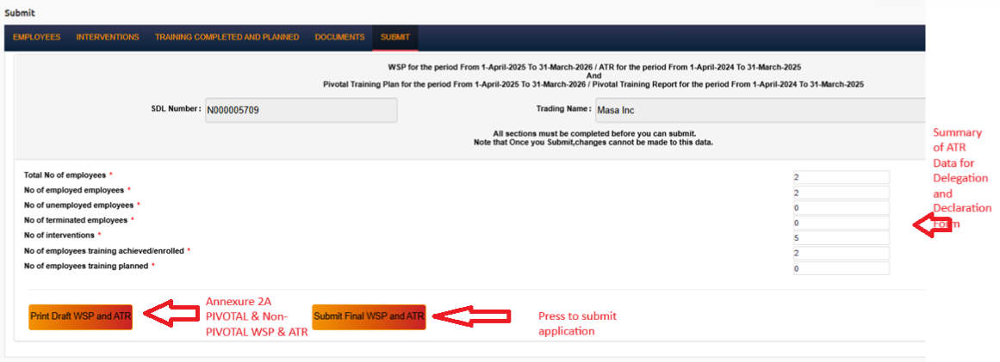 Submit
EMPLOYEES INTERVENTIONS TRAINING COMPLETED AND PLANNED DOCUMENTS SUBMIT
WSP for the period From 1-April-2025 To 31-March-2026 / ATR for the period From 1-April-2024 To 31-March-2025
And
Pivotal Training Plan for the period From 1-April-2025 To 31-March-2026 / Pivotal Training Report for the period From 1-April-2024 To 31-March-2025
SDL Number: N000005709 Trading Name: Masa Inc
All sections must be completed before you can submit.
Note that Once you Submit,changes cannot be made to this data.
Total No of employees * 2
No of employed employees * 2
No of unemployed employees * 0
No of terminated employees * 0
No of interventions * 5
No of employees training achieved/enrolled * 2
No of employees training planned * 0
Summary
of ATR
Data for
Delegation
and
Declaration
Form
Print Draft WSP and ATR
Annexure 2A
PIVOTAL & Non-
PIVOTAL WSP & ATR
Submit Final WSP and ATR
Press to submit
application